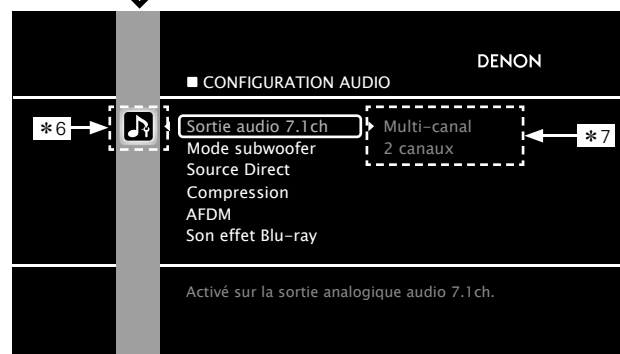 DENON
■ CONFIGURATION AUDIO
*6
Sortie audio 7.1ch
Multi-canal
*7
Mode subwoofer
2 canaux
Source Direct
Compression
AFDM
Son effet Blu-ray
Activé sur la sortie analogique audio 7.1ch.